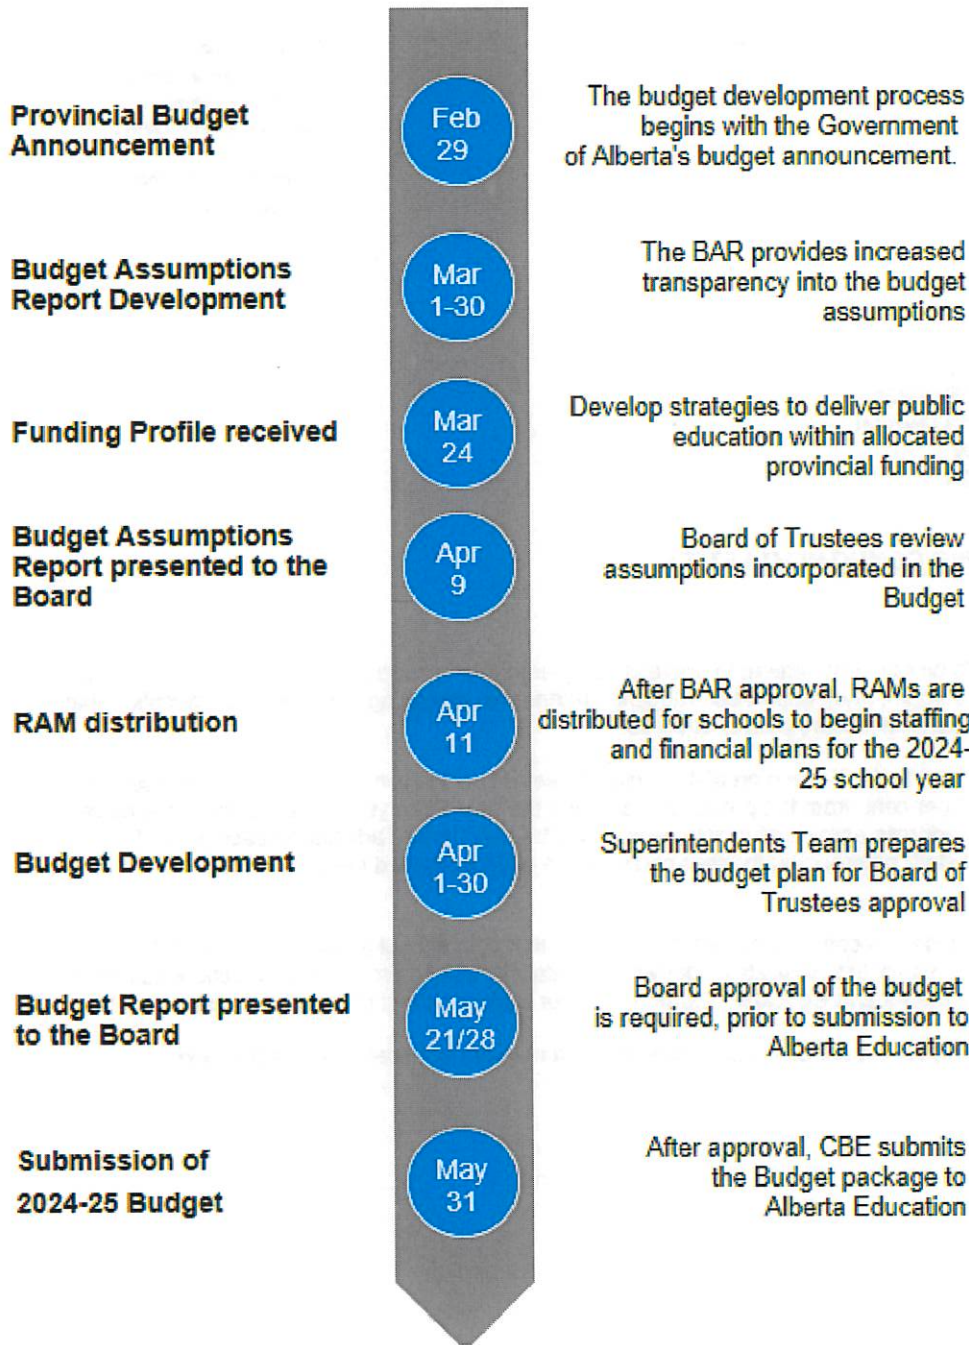 Provincial Budget
Announcement
Feb
29
The budget development process
begins with the Government
of Alberta's budget announcement.
Budget Assumptions
Report Development
Mar
1-30
The BAR provides increased
transparency into the budget
assumptions
Funding Profile received
Mar
24
Develop strategies to deliver public
education within allocated
provincial funding
Budget Assumptions
Report presented to the
Board
Apr
9
Board of Trustees review
assumptions incorporated in the
Budget
RAM distribution
Apr
11
After BAR approval, RAMs are
distributed for schools to begin staffing
and financial plans for the 2024-
25 school year
Budget Development
Apr
1-30
Superintendents Team prepares
the budget plan for Board of
Trustees approval
Budget Report presented
to the Board
May
21/28
Board approval of the budget
is required, prior to submission to
Alberta Education
Submission of
2024-25 Budget
May
31
After approval, CBE submits
the Budget package to
Alberta Education